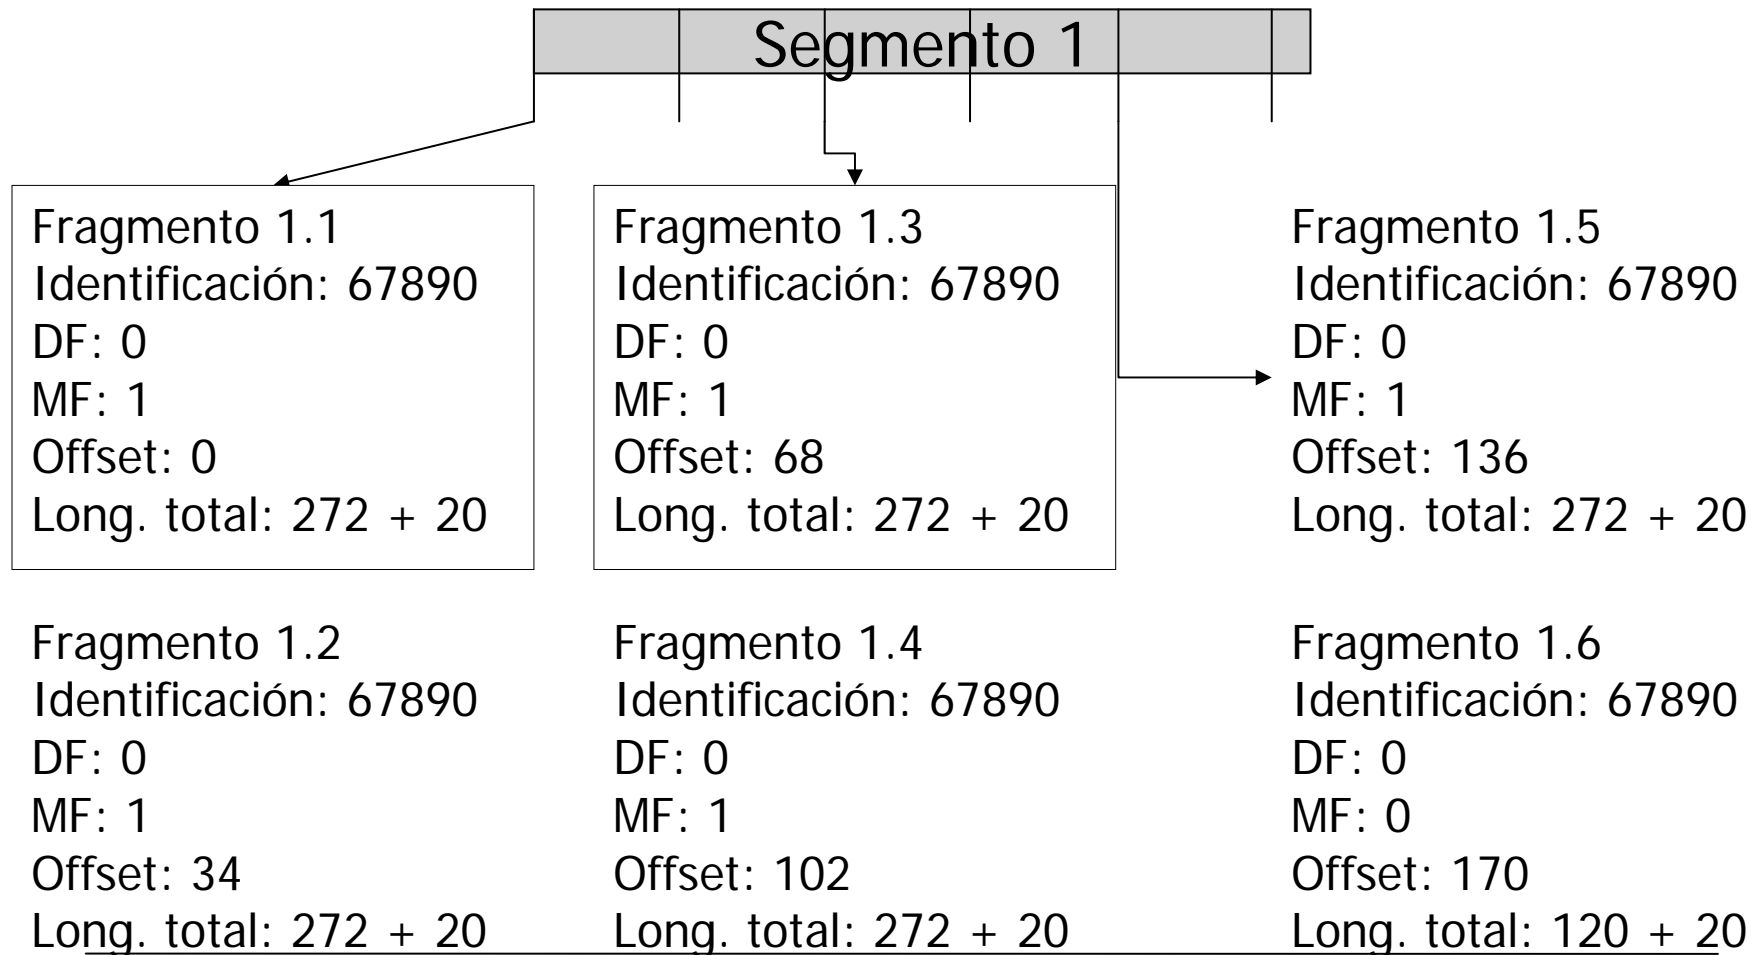 Segmento 1
Fragmento 1.1
Identificación: 67890
DF: 0
MF: 1
Offset: 0
Long. total: 272 + 20
Fragmento 1.3
Identificación: 67890
DF: 0
MF: 1
Offset: 68
Long. total: 272 + 20
Fragmento 1.5
Identificación: 67890
DF: 0
MF: 1
Offset: 136
Long. total: 272 + 20
Fragmento 1.2
Identificación: 67890
DF: 0
MF: 1
Offset: 34
Long. total: 272 + 20
Fragmento 1.4
Identificación: 67890
DF: 0
MF: 1
Offset: 102
Long. total: 272 + 20
Fragmento 1.6
Identificación: 67890
DF: 0
MF: 0
Offset: 170
Long. total: 120 + 20